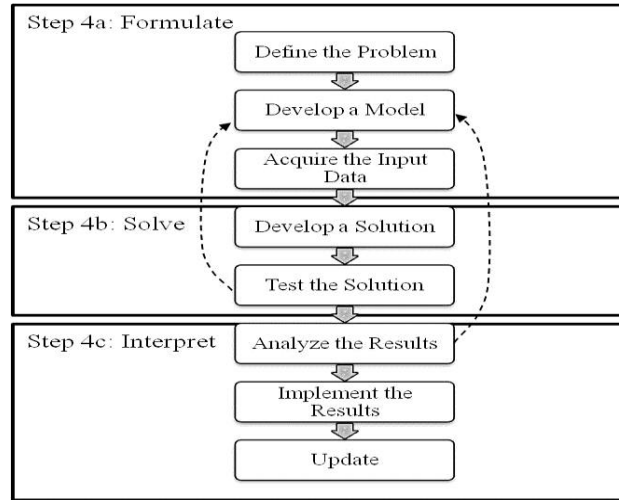 Step 4a: Formulate
Define the Problem
Develop a Model
Acquire the Input
Data
Step 4b: Solve
Develop a Solution
Test the Solution
Step 4c: Interpret
Analyze the Results
Implement the
Results
Update